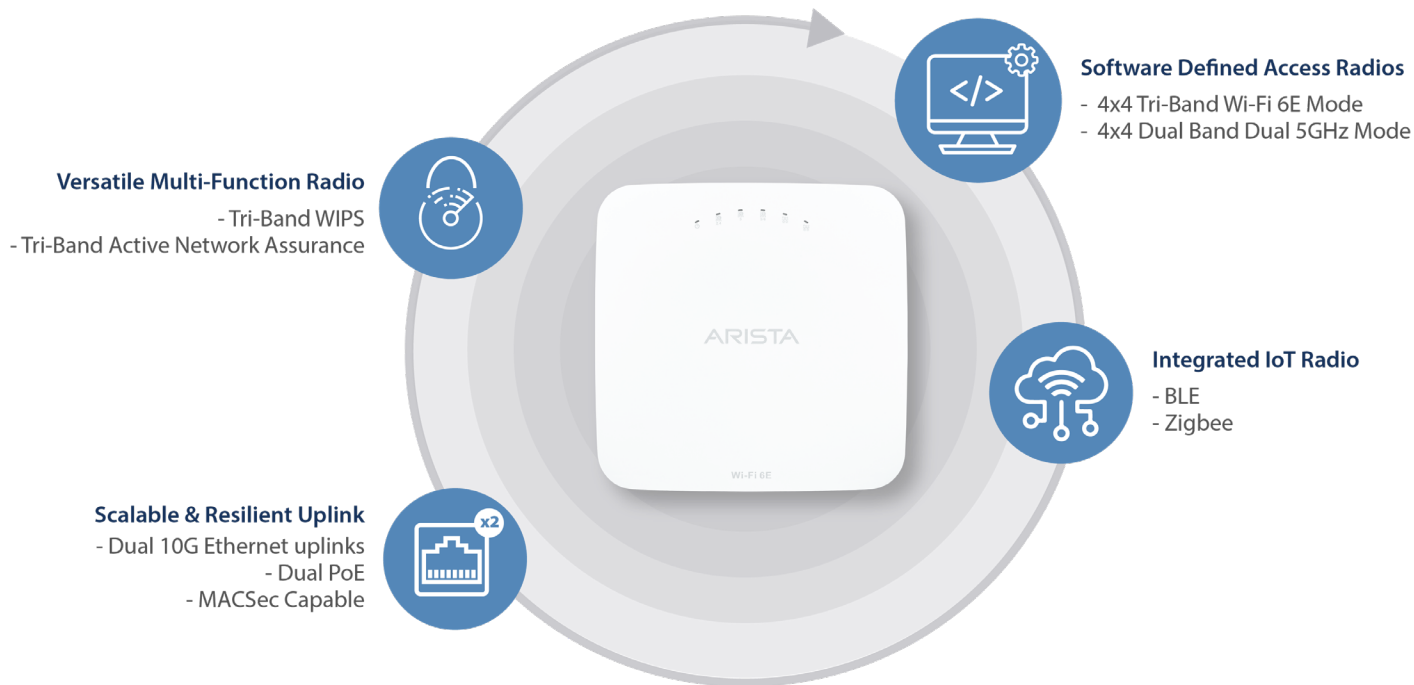 Software Defined Access Radios
- 4x4 Tri-Band Wi-Fi 6E Mode
- 4x4 Dual Band Dual 5GHz Mode
</>
Versatile Multi-Function Radio
- Tri-Band WIPS
- Tri-Band Active Network Assurance
ARISTA
Wi-Fi 6E
Integrated IoT Radio
- BLE
- Zigbee
Scalable & Resilient Uplink
- Dual 10G Ethernet uplinks
- Dual PoE
- MACSec Capable
x2